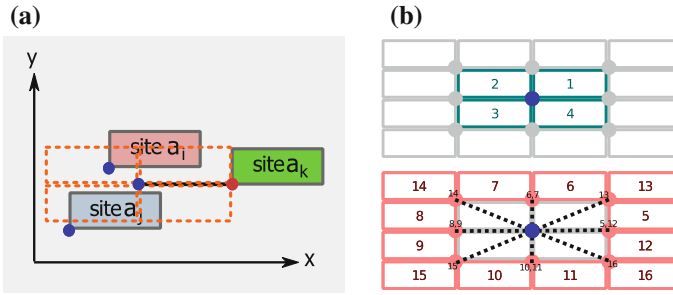 (a)
y
site a_i
site a_k
site a_j
x
(b)
2 1
3 4
14 7 6 13
14 6,7 13
8 5
8,9 5,12
9 12
15 10,11 16
15 10 11 16